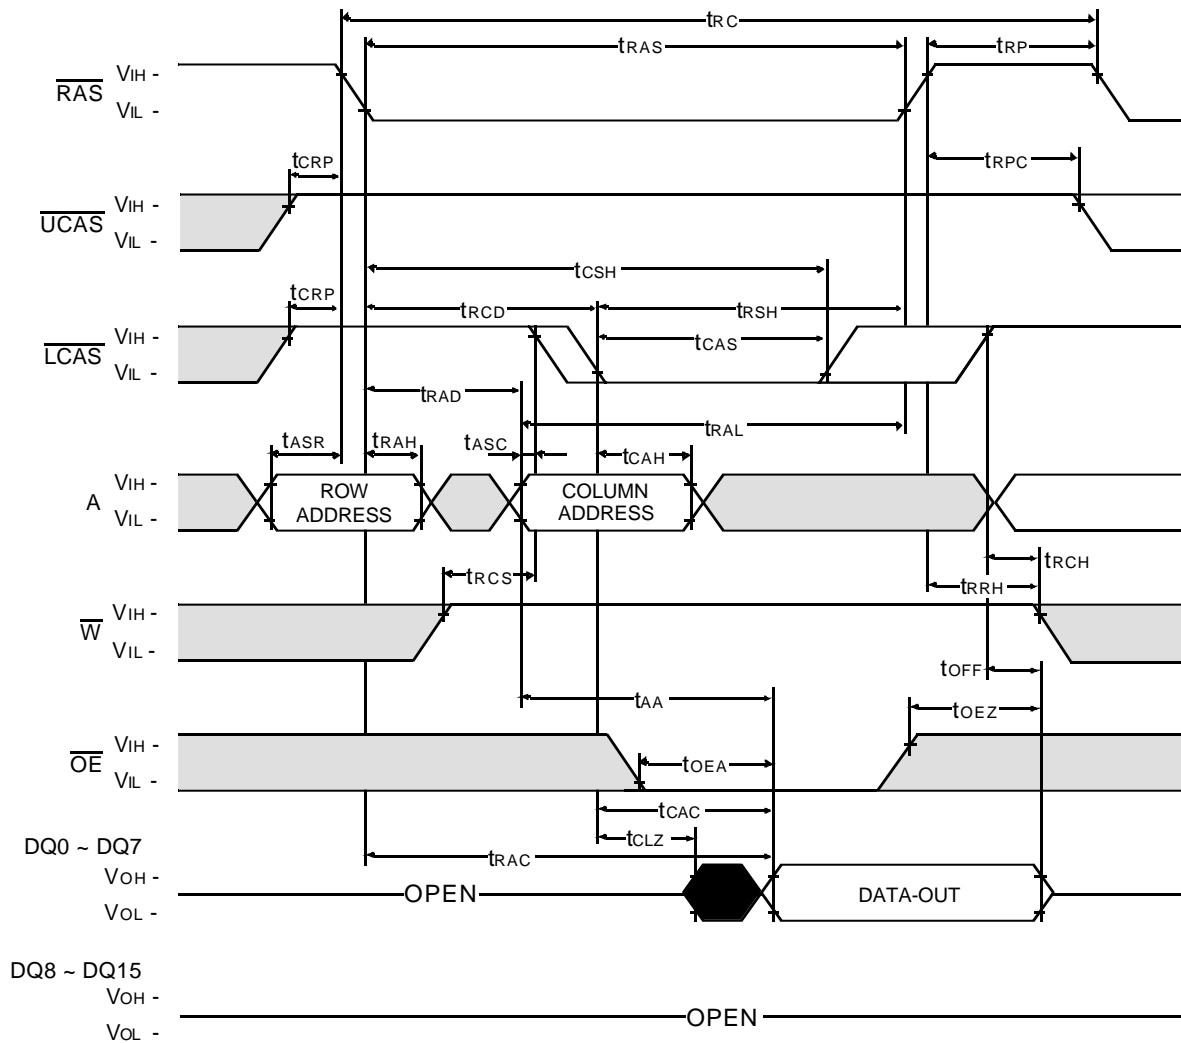 tRC
tRAS
tRP
RAS
VIH -
VIL -
tCRP
tRPC
UCAS
VIH -
VIL -
tCSH
tCRP
tRCD
tRSH
LCAS
VIH -
VIL -
tCAS
tRAD
tRAL
tASR
tRAH
tASC
tCAH
A
VIH -
VIL -
ROW
ADDRESS
COLUMN
ADDRESS
tRCS
tRCH
tRRH
W
VIH -
VIL -
tOFF
tAA
tOEZ
OE
VIH -
VIL -
tOEA
tCAC
tCLZ
tRAC
DQ0 ~ DQ7
VOH -
VOL -
OPEN
DATA-OUT
DQ8 ~ DQ15
VOH -
VOL -
OPEN